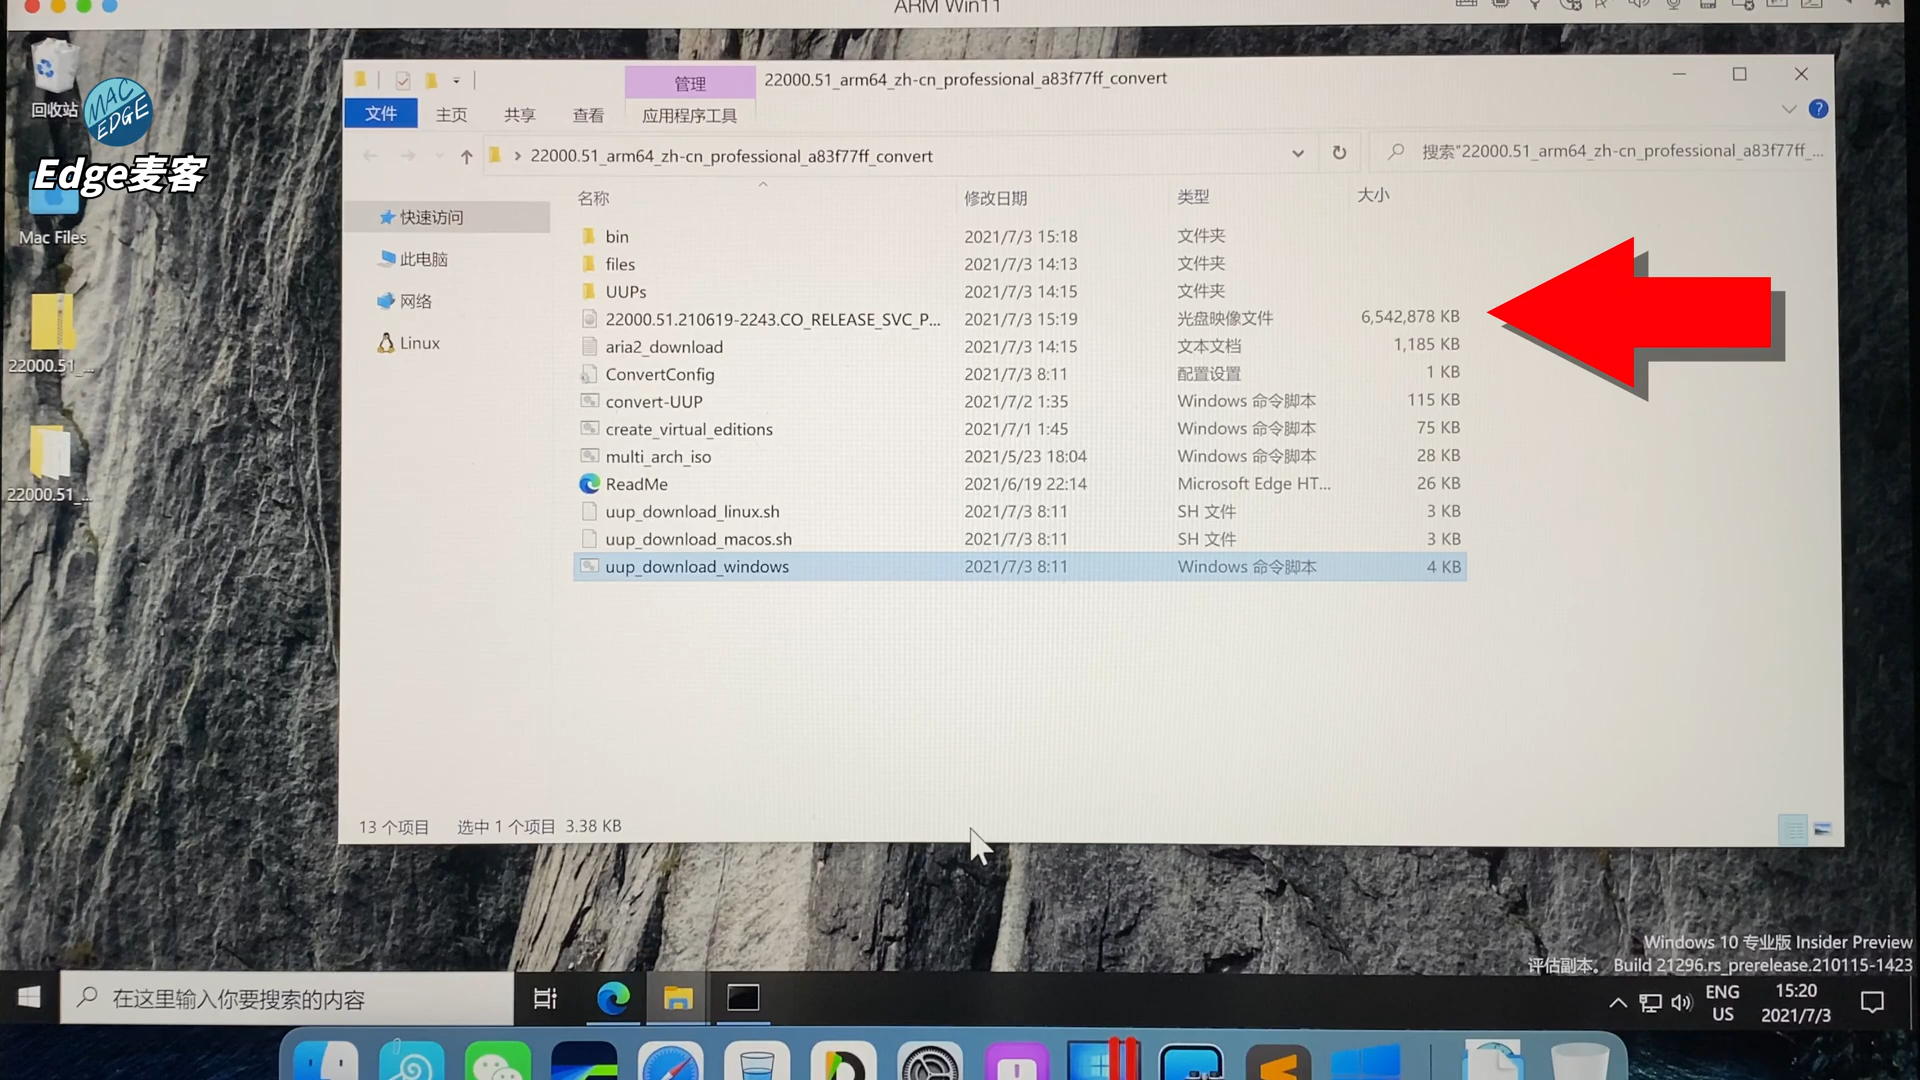 ARM Win11
回收站
MAC
EDGE
Edge麦客
Mac Files
22000.51_...
22000.51_...
管理
22000.51_arm64_zh-cn_professional_a83f77ff_convert
文件
主页
共享
查看
应用程序工具
22000.51_arm64_zh-cn_professional_a83f77ff_convert
搜索"22000.51_arm64_zh-cn_professional_a83f77ff_...
快速访问
此电脑
网络
Linux
名称 修改日期 类型 大小
bin 2021/7/3 15:18 文件夹
files 2021/7/3 14:13 文件夹
UUPs 2021/7/3 14:15 文件夹
22000.51.210619-2243.CO_RELEASE_SVC_P... 2021/7/3 15:19 光盘映像文件 6,542,878 KB
aria2_download 2021/7/3 14:15 文本文档 1,185 KB
ConvertConfig 2021/7/3 8:11 配置设置 1 KB
convert-UUP 2021/7/2 1:35 Windows 命令脚本 115 KB
create_virtual_editions 2021/7/1 1:45 Windows 命令脚本 75 KB
multi_arch_iso 2021/5/23 18:04 Windows 命令脚本 28 KB
ReadMe 2021/6/19 22:14 Microsoft Edge HT... 26 KB
uup_download_linux.sh 2021/7/3 8:11 SH 文件 3 KB
uup_download_macos.sh 2021/7/3 8:11 SH 文件 3 KB
uup_download_windows 2021/7/3 8:11 Windows 命令脚本 4 KB
13 个项目 选中 1 个项目 3.38 KB
Windows 10 专业版 Insider Preview
评估副本。 Build 21296.rs_prerelease.210115-1423
在这里输入你要搜索的内容
ENG
US
15:20
2021/7/3